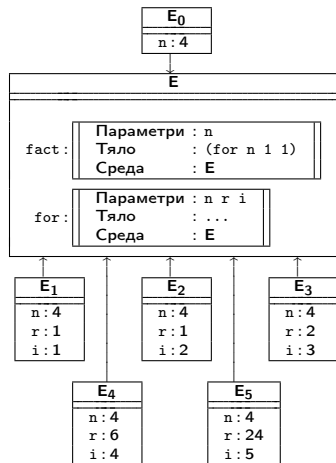 E0
n : 4
E
fact :
Параметри : n
Тяло : (for n 1 1)
Среда : E
for :
Параметри : n r i
Тяло : ...
Среда : E
E1
n : 4
r : 1
i : 1
E2
n : 4
r : 1
i : 2
E3
n : 4
r : 2
i : 3
E4
n : 4
r : 6
i : 4
E5
n : 4
r : 24
i : 5